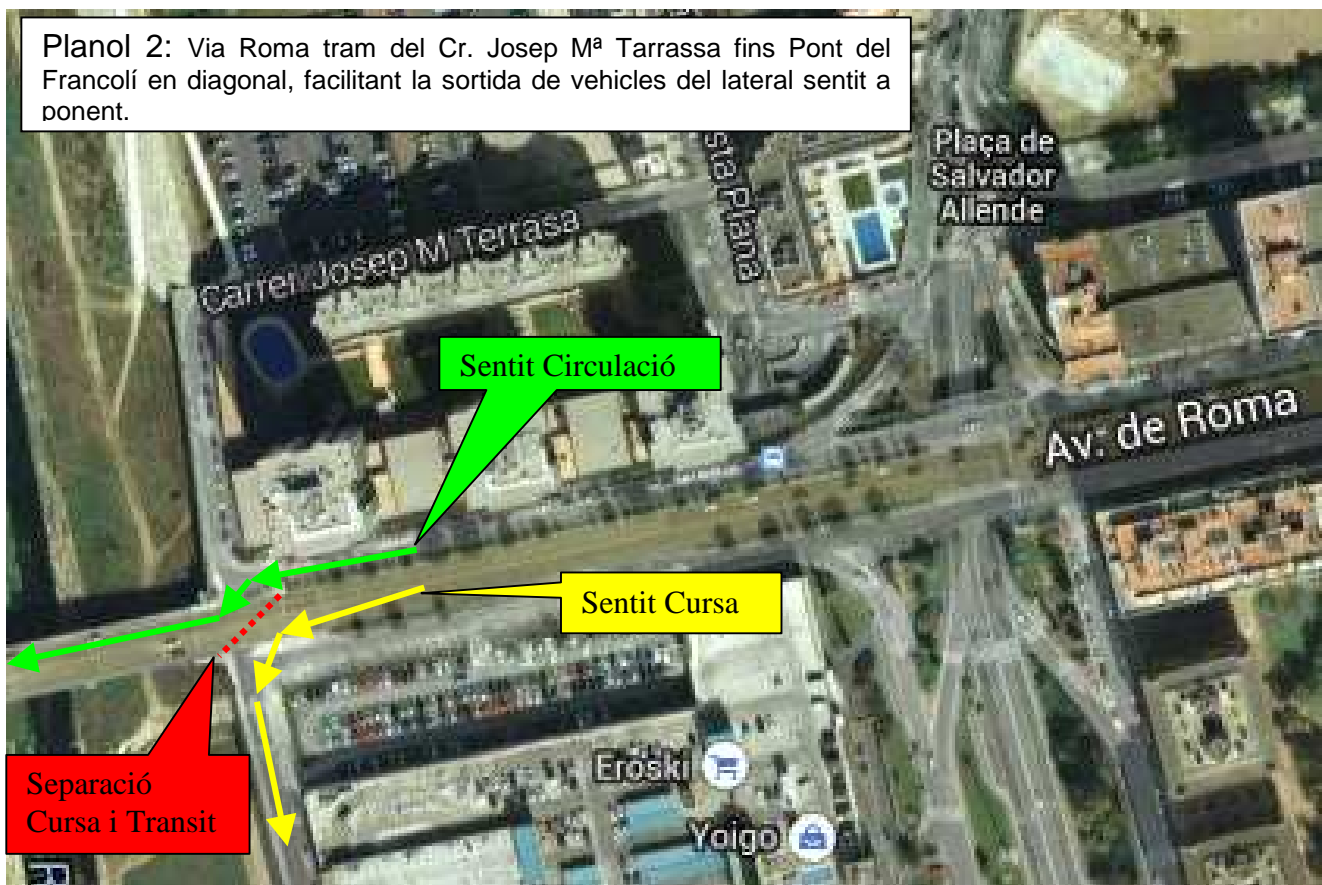 Planol 2: Via Roma tram del Cr. Josep Mª Tarrassa fins Pont del
Francolí en diagonal, facilitant la sortida de vehicles del lateral sentit a
ponent.
Plaça de
Salvador
Allende
sta Plana
Carrer Josep M Terrasa
Sentit Circulació
Av. de Roma
Sentit Cursa
Separació
Cursa i Transit
Eroski
Yoigo